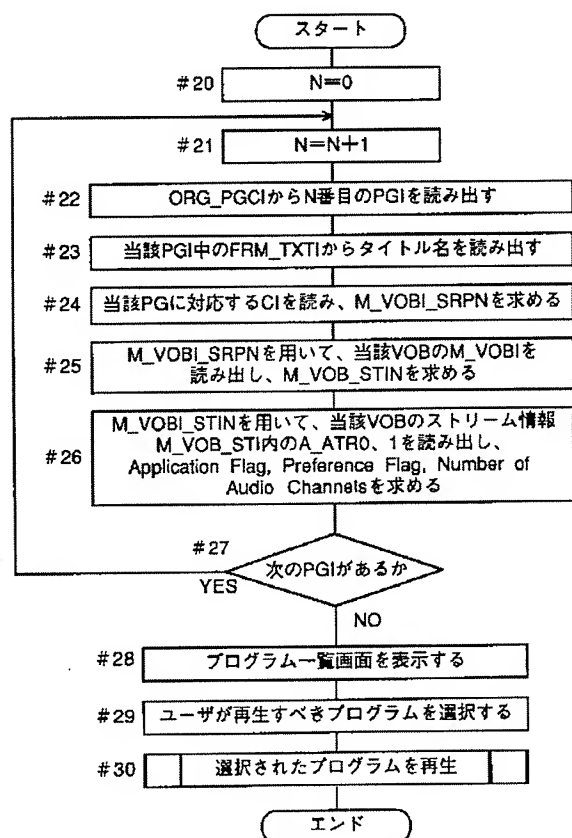 スタート
#20
N=0
#21
N=N+1
#22
ORG_PGCIからN番目のPGIを読み出す
#23
当該PGI中のFRM_TXTIからタイトル名を読み出す
#24
当該PGに対応するCIを読み、M_VOBI_SRPNを求める
#25
M_VOBI_SRPNを用いて、当該VOBのM_VOBIを
読み出し、M_VOB_STINを求める
#26
M_VOBI_STINを用いて、当該VOBのストリーム情報
M_VOB_STI内のA_ATR0、1を読み出し、
Application Flag, Preference Flag, Number of
Audio Channelsを求める
#27
次のPGIがあるか
YES
NO
#28
プログラム一覧画面を表示する
#29
ユーザが再生すべきプログラムを選択する
#30
選択されたプログラムを再生
エンド